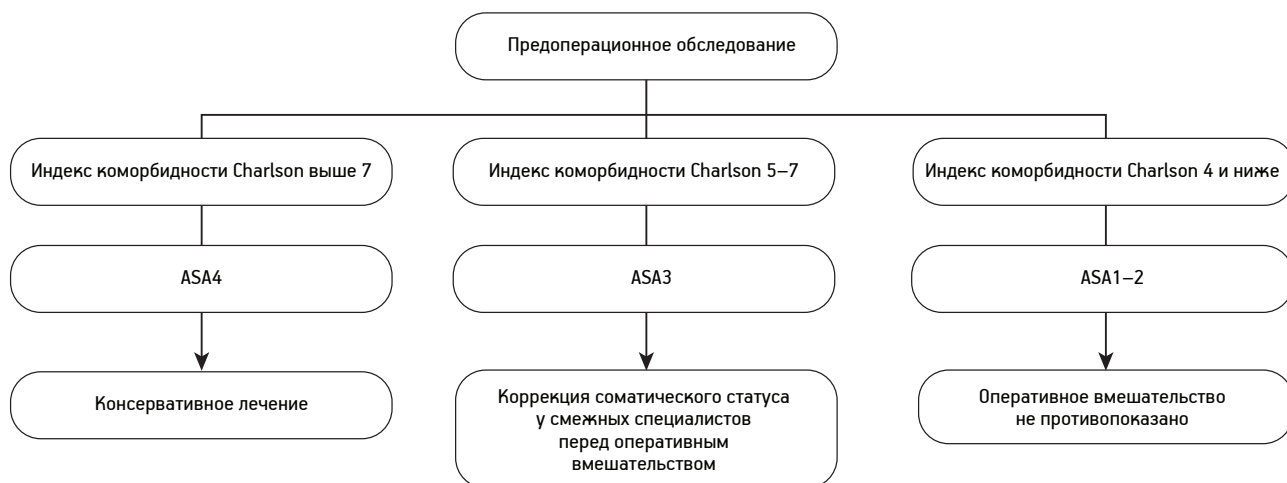 Предоперационное обследование
Индекс коморбидности Charlson выше 7
Индекс коморбидности Charlson 5–7
Индекс коморбидности Charlson 4 и ниже
ASA4
ASA3
ASA1–2
Консервативное лечение
Коррекция соматического статуса
у смежных специалистов
перед оперативным
вмешательством
Оперативное вмешательство
не противопоказано